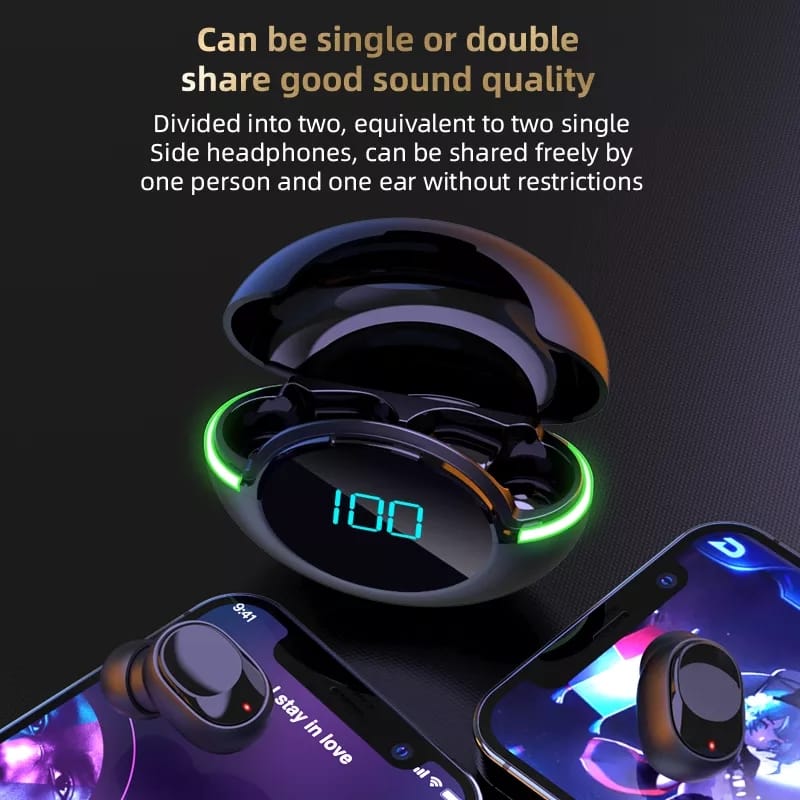 Can be single or double
share good sound quality
Divided into two, equivalent to two single
Side headphones, can be shared freely by
one person and one ear without restrictions
100
9:41
I stay in love